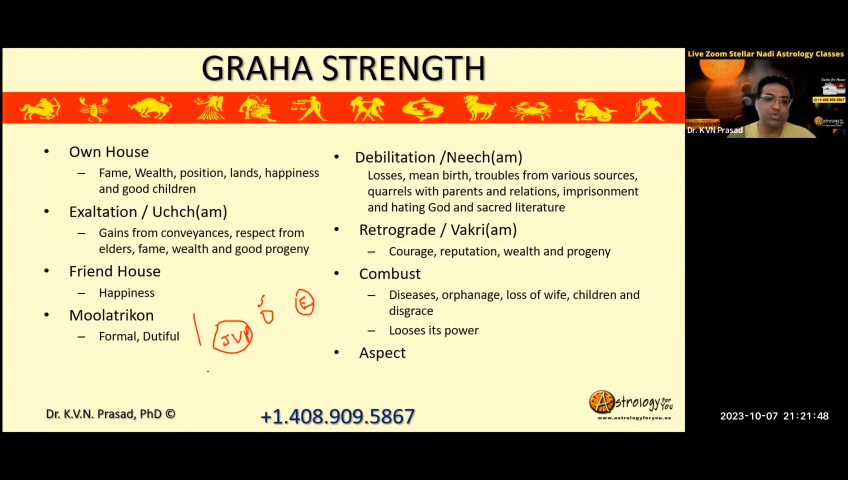 GRAHA STRENGTH
Live Zoom Stellar Nadi Astrology Classes
Dr. KVN Prasad
• Own House
– Fame, Wealth, position, lands, happiness
and good children
• Exaltation / Uchch(am)
– Gains from conveyances, respect from
elders, fame, wealth and good progeny
• Friend House
– Happiness
• Moolatrikon
– Formal, Dutiful
• Debilitation /Neech(am)
Losses, mean birth, troubles from various sources,
quarrels with parents and relations, imprisonment
and hating God and sacred literature
• Retrograde / Vakri(am)
– Courage, reputation, wealth and progeny
• Combust
– Diseases, orphanage, loss of wife, children and
disgrace
– Looses its power
• Aspect
S
E
Dr. K.V.N. Prasad, PhD ©
+1.408.909.5867
Astrology For You
www.astrologyforyou.us
2023-10-07 21:21:48